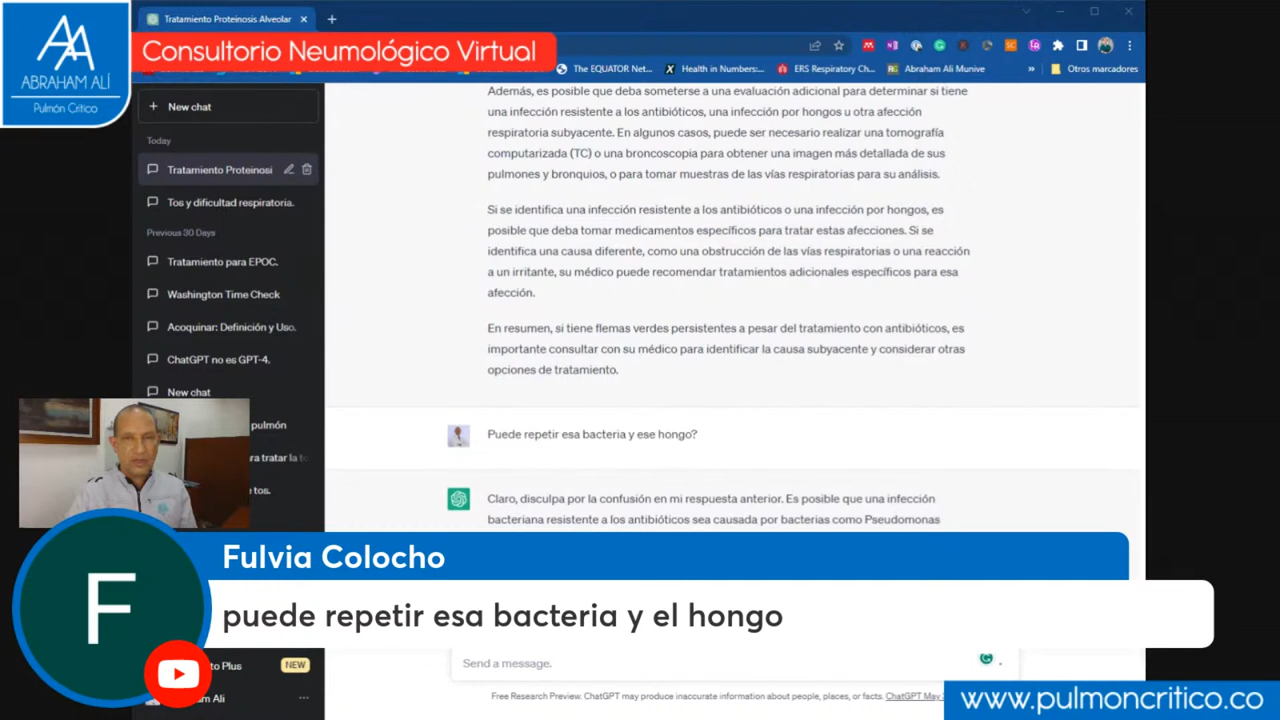 Tratamiento Proteinosis Alveolar
Consultorio Neumológico Virtual
ABRAHAM ALÍ
Pulmón Crítico
The EQUATOR Net...
Health in Numbers:...
ERS Respiratory Ch...
Abraham Ali Munive
Otros marcadores
New chat
Today
Tratamiento Proteinosi
Tos y dificultad respiratoria.
Previous 30 Days
Tratamiento para EPOC.
Washington Time Check
Acoquinar: Definición y Uso.
ChatGPT no es GPT-4.
New chat
pulmón
ra tratar la to
e tos.
Además, es posible que deba someterse a una evaluación adicional para determinar si tiene
una infección resistente a los antibióticos, una infección por hongos u otra afección
respiratoria subyacente. En algunos casos, puede ser necesario realizar una tomografía
computarizada (TC) o una broncoscopia para obtener una imagen más detallada de sus
pulmones y bronquios, o para tomar muestras de las vías respiratorias para su análisis.
Si se identifica una infección resistente a los antibióticos o una infección por hongos, es
posible que deba tomar medicamentos específicos para tratar estas afecciones. Si se
identifica una causa diferente, como una obstrucción de las vías respiratorias o una reacción
a un irritante, su médico puede recomendar tratamientos adicionales específicos para esa
afección.
En resumen, si tiene flemas verdes persistentes a pesar del tratamiento con antibióticos, es
importante consultar con su médico para identificar la causa subyacente y considerar otras
opciones de tratamiento.
Puede repetir esa bacteria y ese hongo?
Claro, disculpa por la confusión en mi respuesta anterior. Es posible que una infección
bacteriana resistente a los antibióticos sea causada por bacterias como Pseudomonas
Fulvia Colocho
F
puede repetir esa bacteria y el hongo
to Plus
NEW
am Ali
Send a message.
Free Research Preview. ChatGPT may produce inaccurate information about people, places, or facts. ChatGPT May
www.pulmoncritico.co